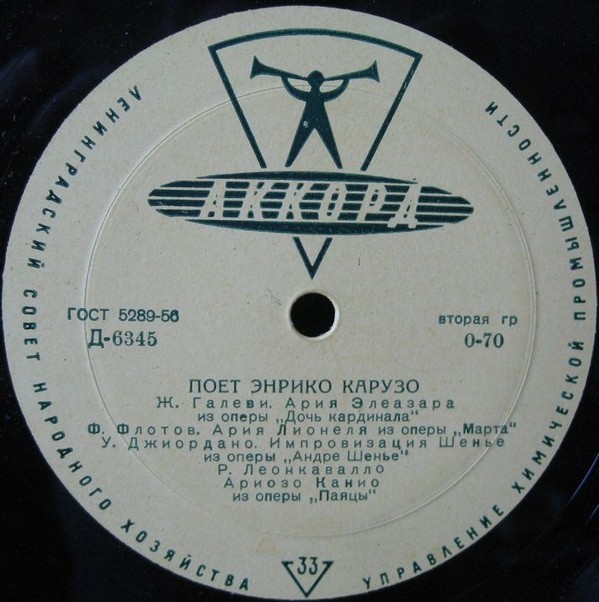 ЛЕНИНГРАДСКИЙ СОВЕТ НАРОДНОГО ХОЗЯЙСТВА
УПРАВЛЕНИЕ ХИМИЧЕСКОЙ ПРОМЫШЛЕННОСТИ
АККОРД
ГОСТ 5289-56
Д-6345
вторая гр
0-70
ПОЕТ ЭНРИКО КАРУЗО
Ж. Галеви. Ария Элеазара
из оперы „Дочь кардинала"
Ф. Флотов. Ария Лионеля из оперы „Марта"
У. Джиордано. Импровизация Шенье
из оперы „Андре Шенье"
Р. Леонкавалло
Ариозо Канио
из оперы „Паяцы"
33